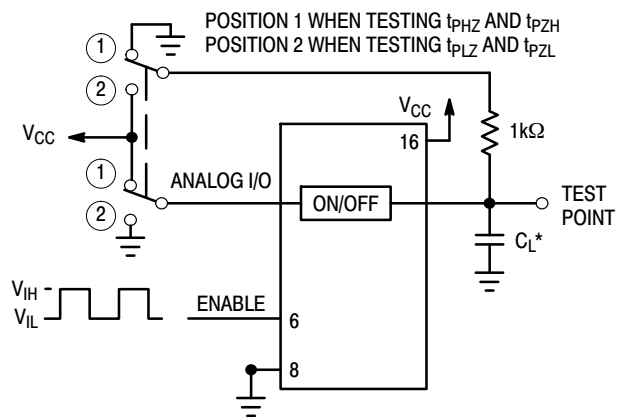 POSITION 1 WHEN TESTING tPHZ AND tPZH
POSITION 2 WHEN TESTING tPLZ AND tPZL
1
2
VCC
VCC
16
1kΩ
1
ANALOG I/O
ON/OFF
TEST
POINT
2
CL*
VIH
VIL
ENABLE
6
8